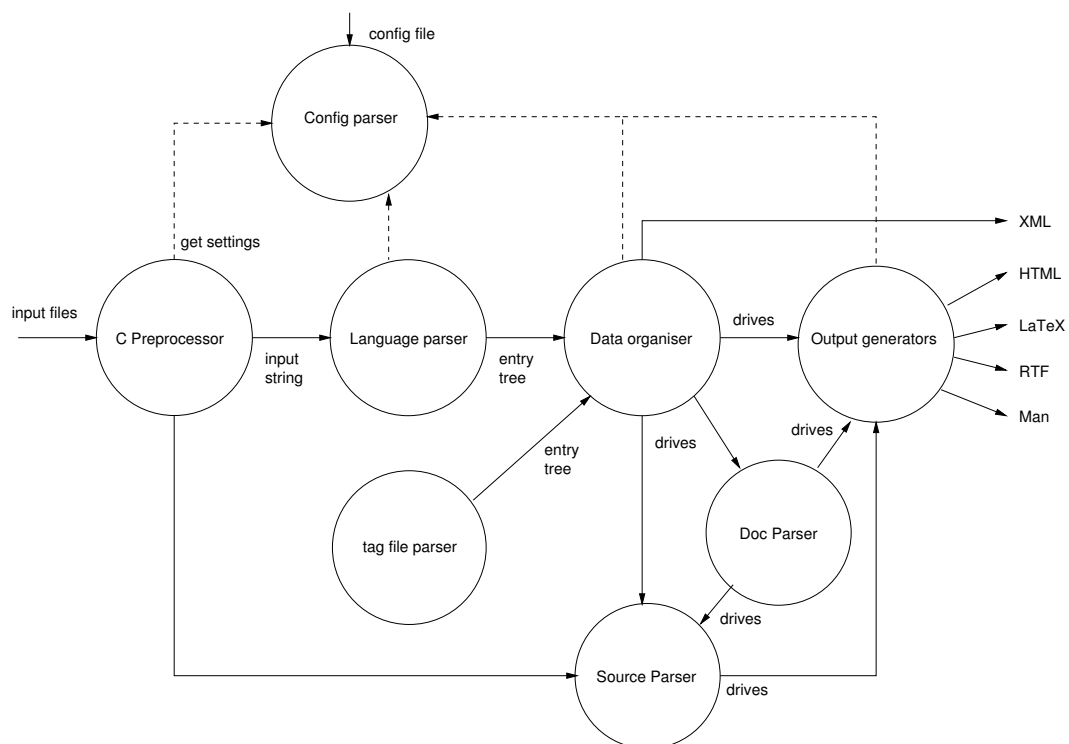 config file
Config parser
get settings
XML
HTML
input files
drives
LaTeX
C Preprocessor
Language parser
Data organiser
Output generators
input
string
entry
tree
RTF
Man
drives
drives
entry
tree
Doc Parser
tag file parser
drives
Source Parser
drives